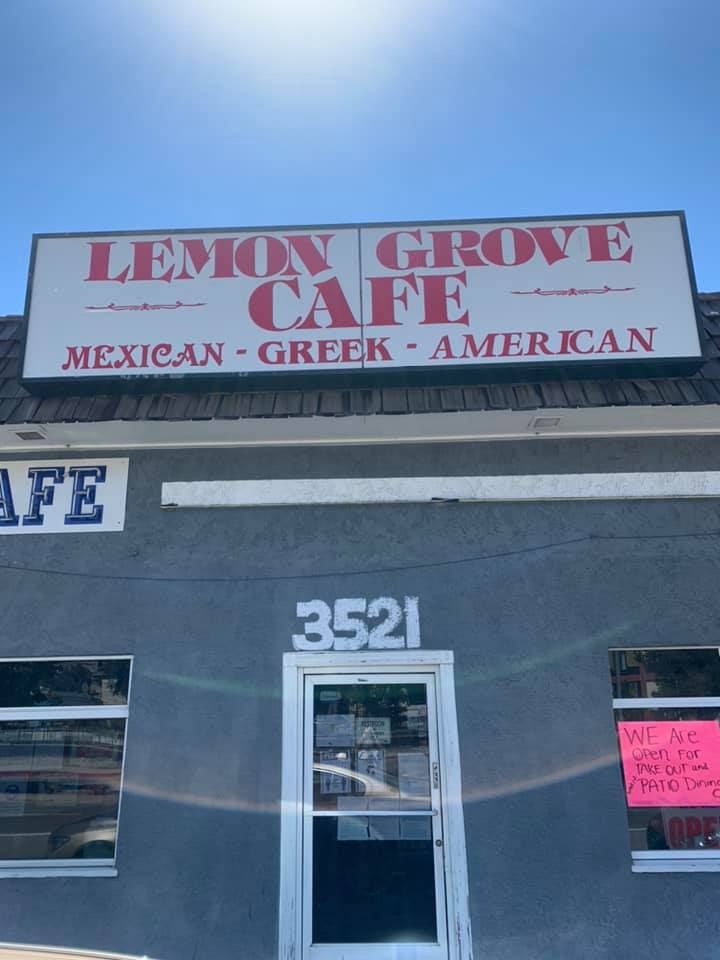 LEMON GROVE
CAFE
MEXICAN - GREEK - AMERICAN
AFE
3521
WE Are
OPEN FOR
TAKE OUT and
PATIO Dining
OPE